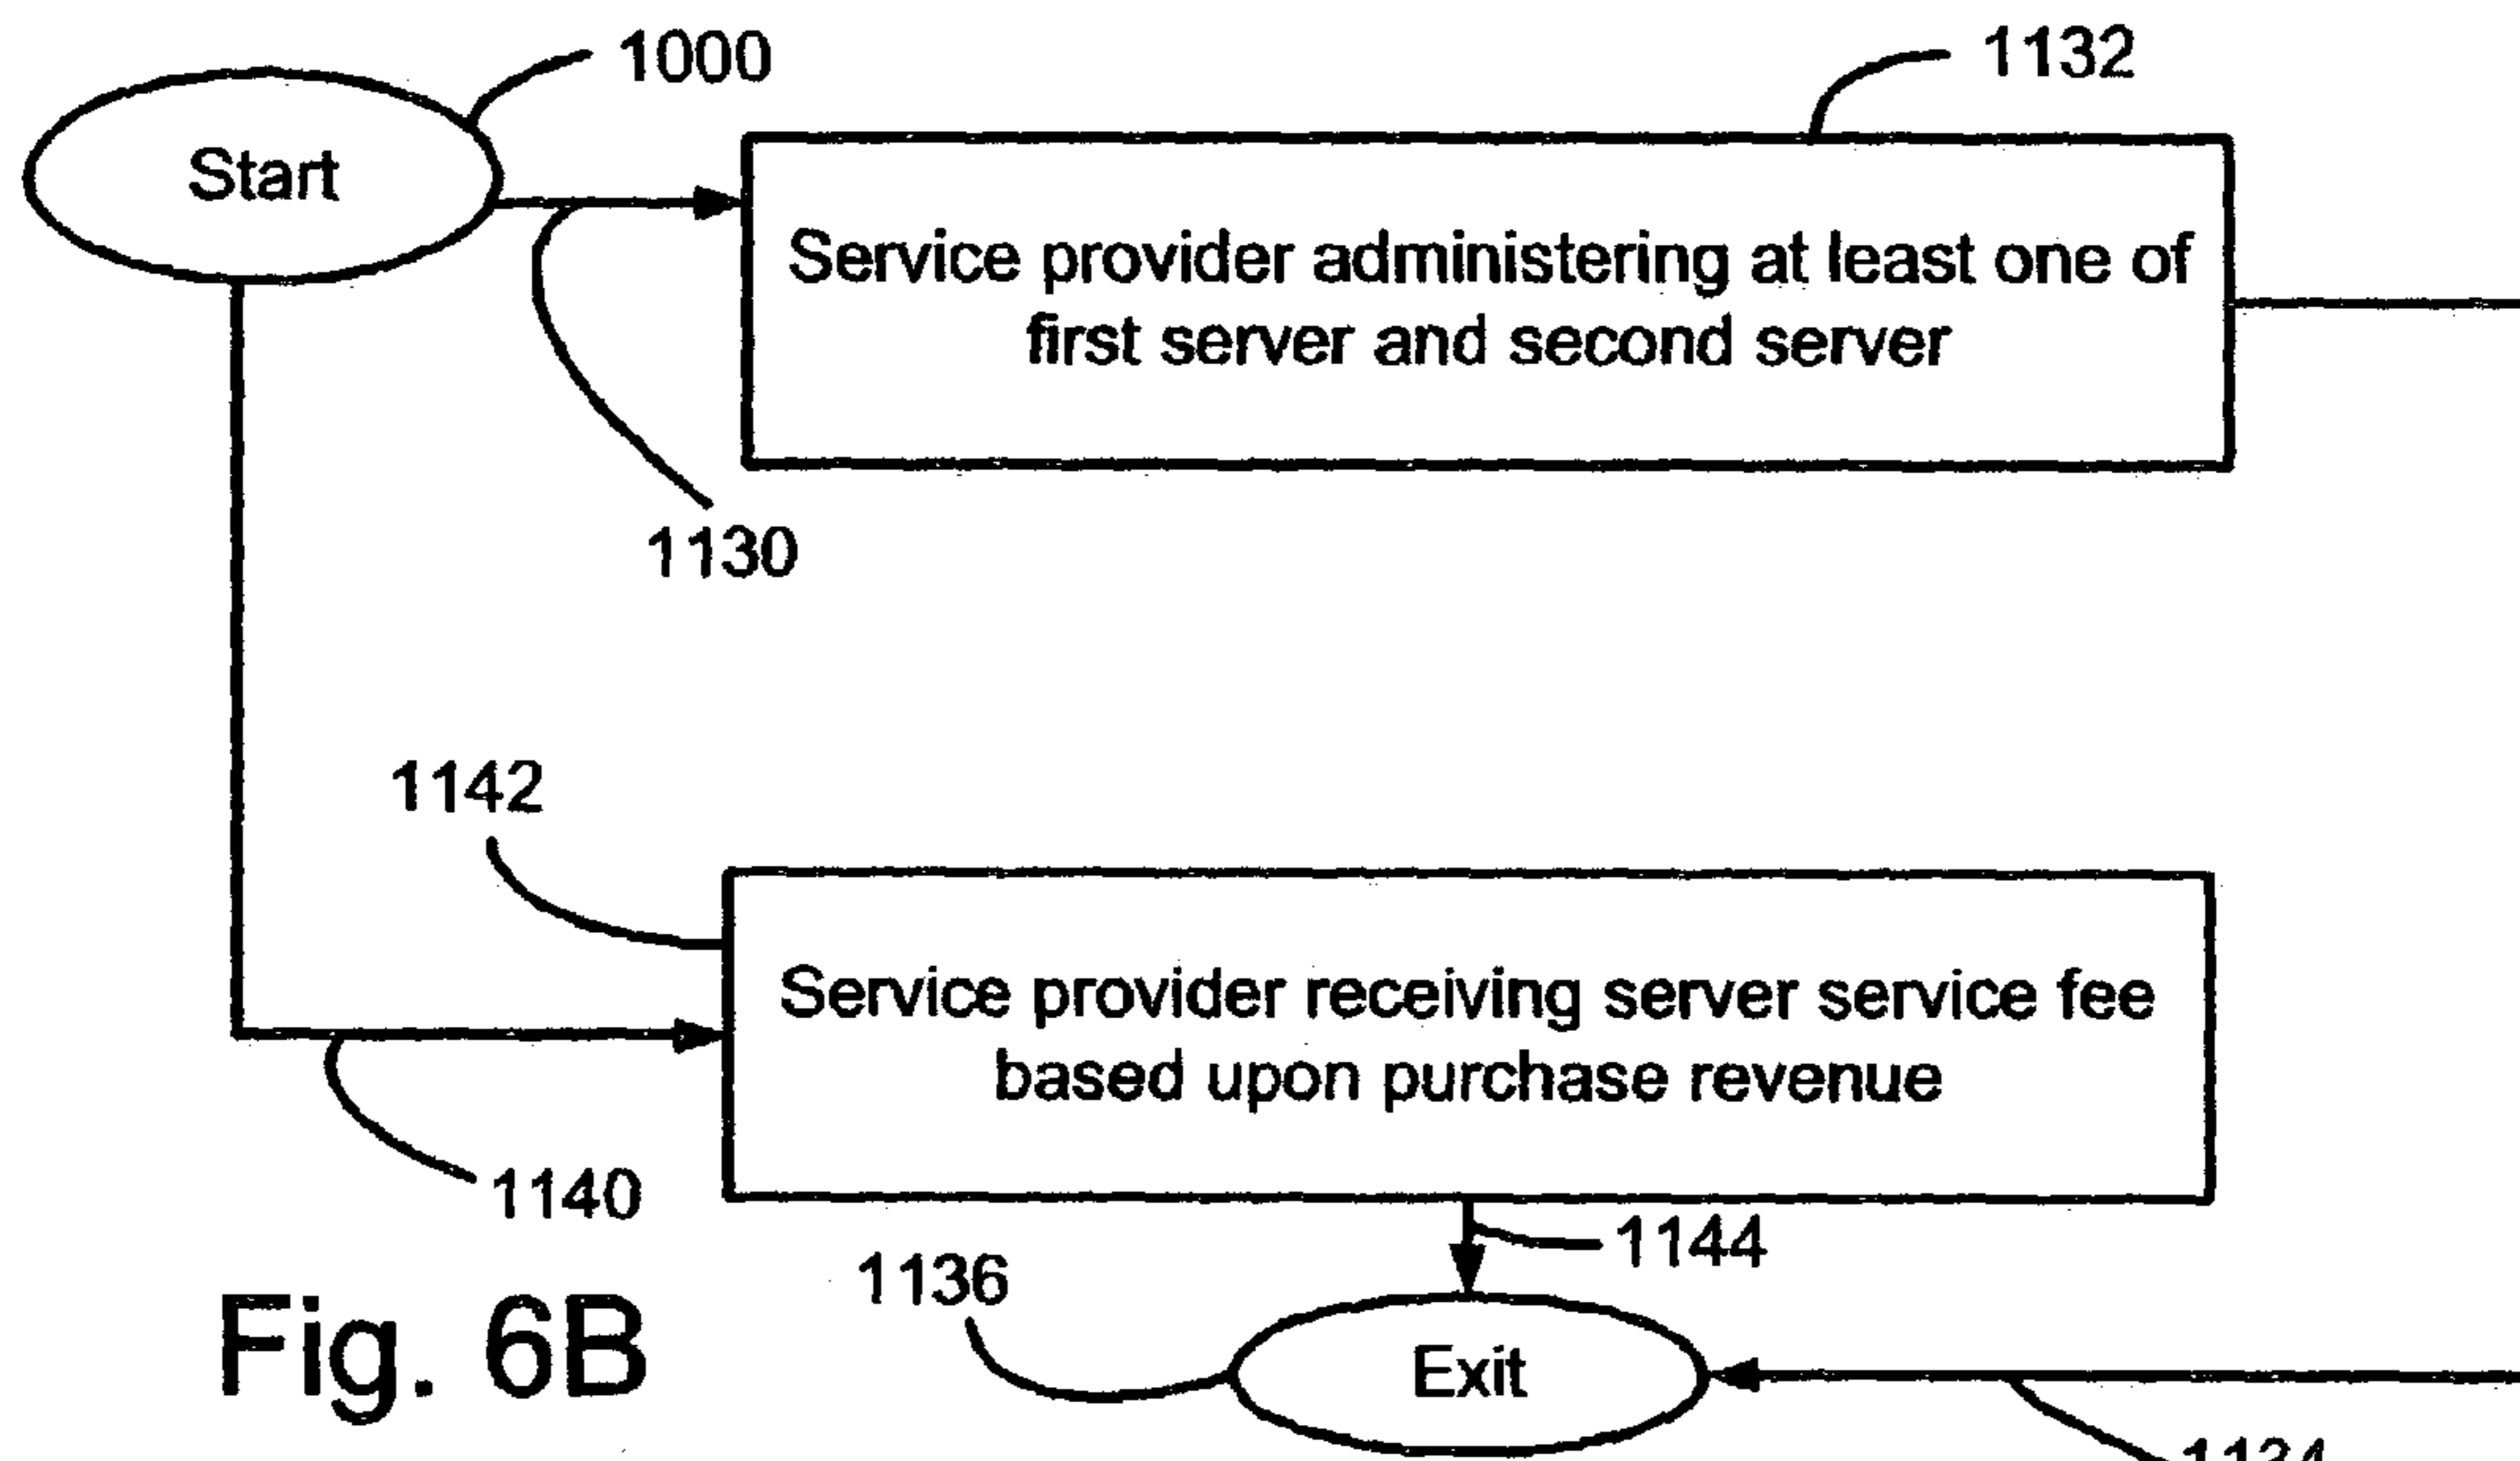 1000
1132
Start
Service provider administering at least one of
first server and second server
1130
1142
Service provider receiving server service fee
based upon purchase revenue
1140
1144
1136
Fig. 6B
Exit